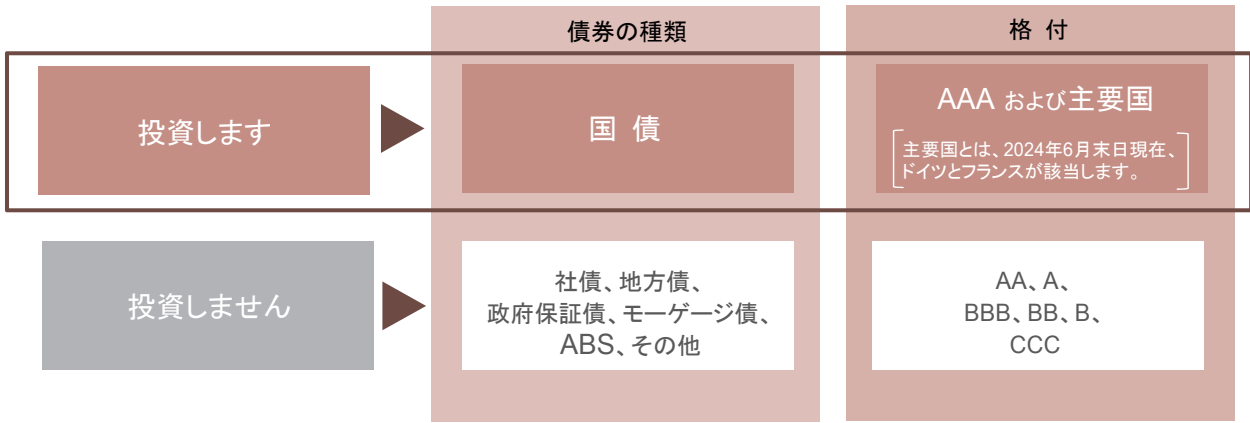 債券の種類
格 付
投資します
国 債
AAA および主要国
主要国とは、2024年6月末日現在、
ドイツとフランスが該当します。
投資しません
社債、地方債、
政府保証債、モーゲージ債、
ABS、その他
AA、A、
BBB、BB、B、
CCC